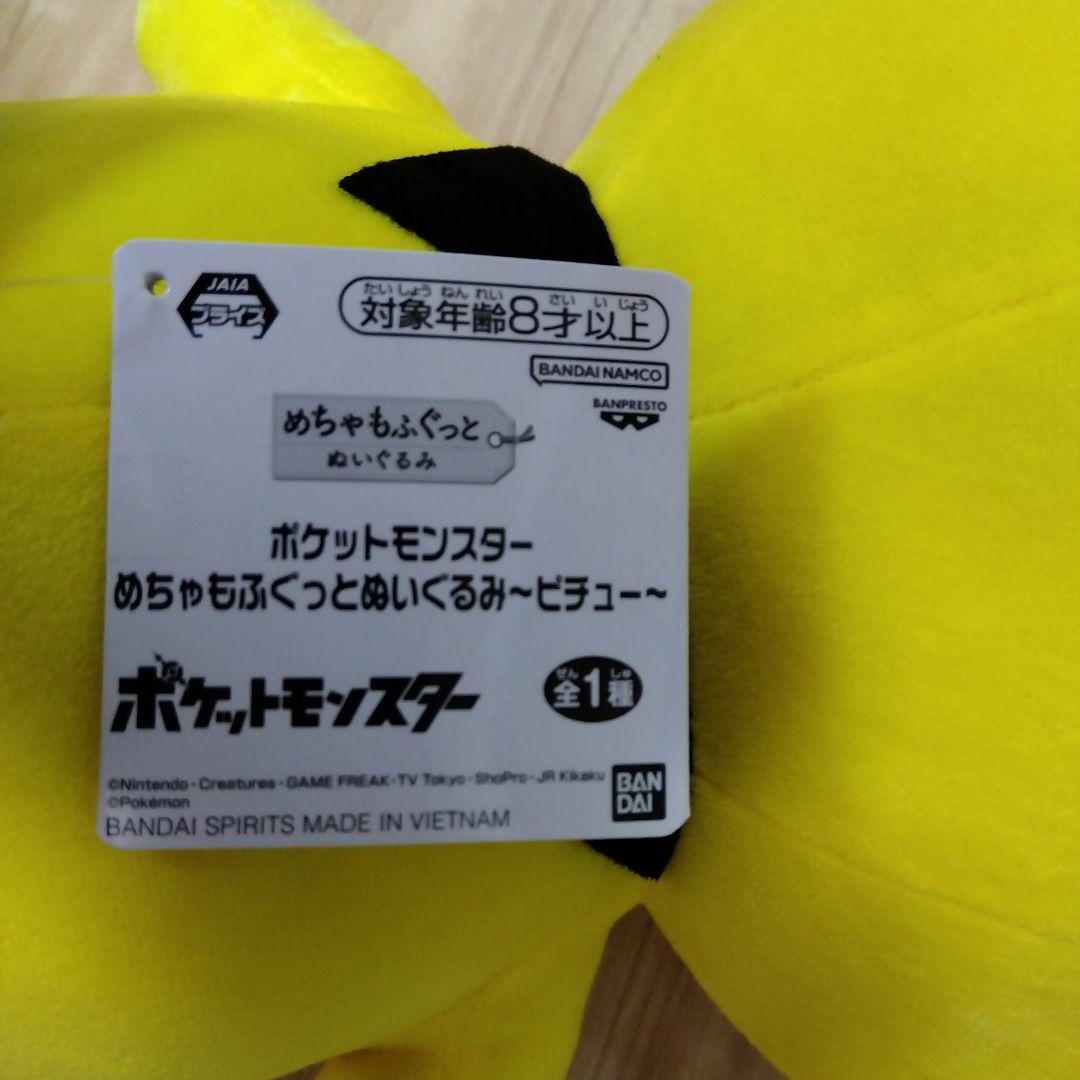 JAIA
プライズ
たいしょうねんれい さいいじょう
対象年齢8才以上
BANDAI NAMCO
BANPRESTO
めちゃもふぐっと
ぬいぐるみ
ポケットモンスター
めちゃもふぐっとぬいぐるみ～ピチュー～
ポケットモンスター
ぜん しゅ
全1種
©Nintendo・Creatures・GAME FREAK・TV Tokyo・ShoPro・JR Kikaku
©Pokémon
BANDAI SPIRITS MADE IN VIETNAM
BAN
DAI